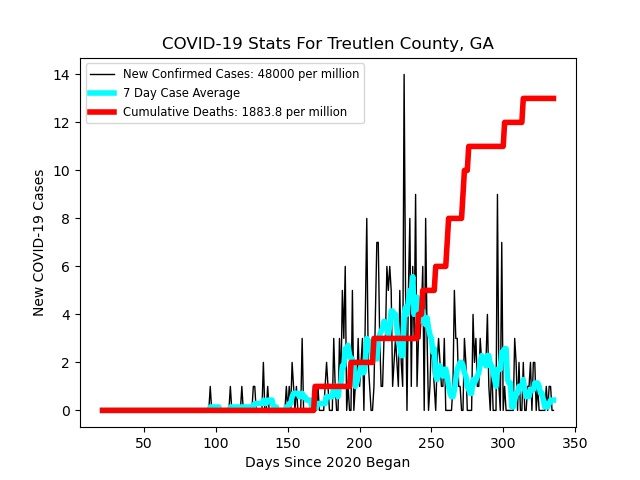 COVID-19 Stats For Treutlen County, GA
New Confirmed Cases: 48000 per million
7 Day Case Average
Cumulative Deaths: 1883.8 per million
New COVID-19 Cases
14
12
10
8
6
4
2
0
50 100 150 200 250 300 350
Days Since 2020 Began